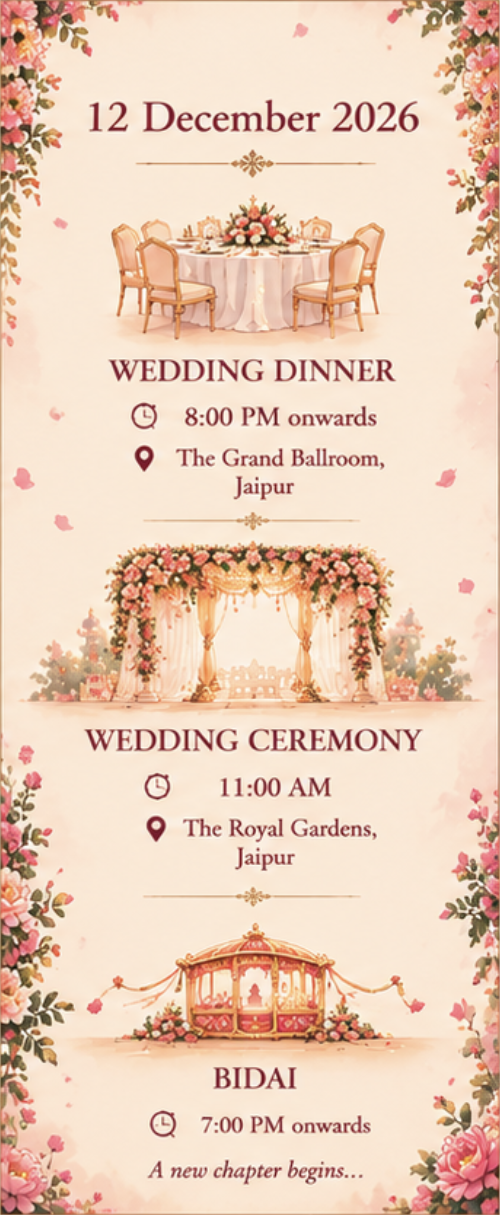 12 December 2026
WEDDING DINNER
8:00 PM onwards
The Grand Ballroom,
Jaipur
WEDDING CEREMONY
11:00 AM
The Royal Gardens,
Jaipur
BIDAI
7:00 PM onwards
A new chapter begins...